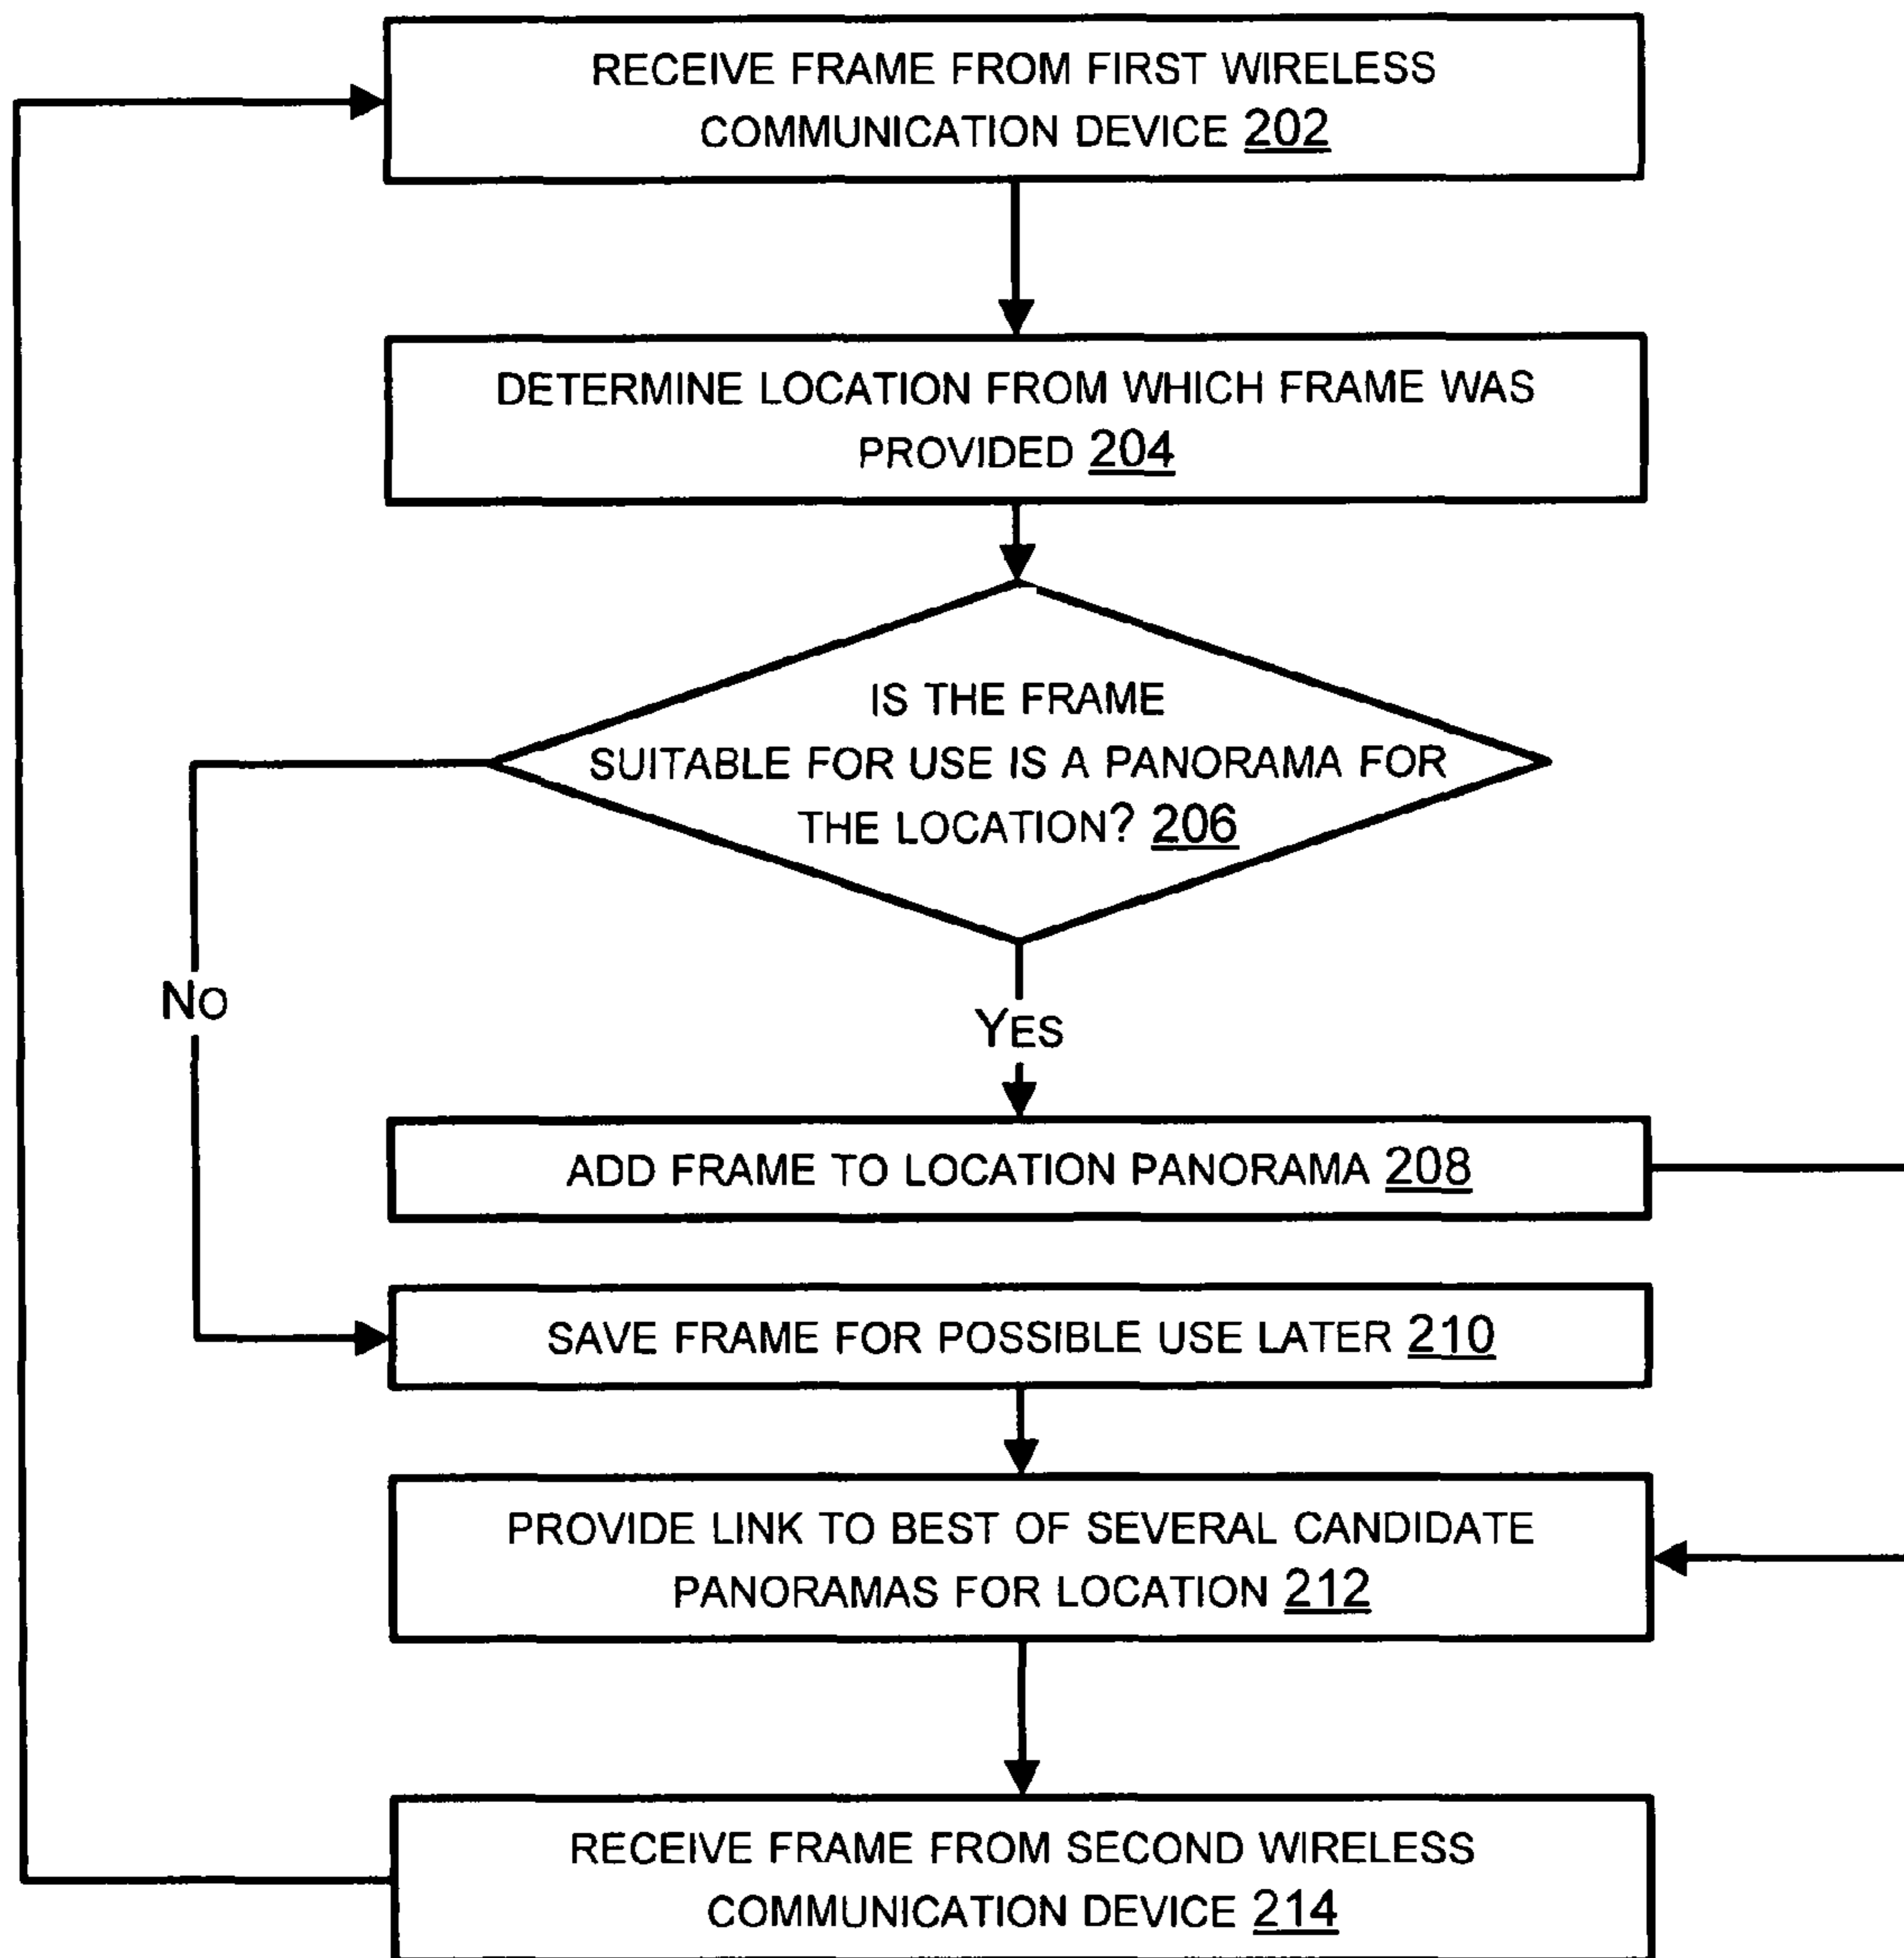 RECEIVE FRAME FROM FIRST WIRELESS
COMMUNICATION DEVICE 202
DETERMINE LOCATION FROM WHICH FRAME WAS
PROVIDED 204
IS THE FRAME
SUITABLE FOR USE IS A PANORAMA FOR
THE LOCATION? 206
NO
YES
ADD FRAME TO LOCATION PANORAMA 208
SAVE FRAME FOR POSSIBLE USE LATER 210
PROVIDE LINK TO BEST OF SEVERAL CANDIDATE
PANORAMAS FOR LOCATION 212
RECEIVE FRAME FROM SECOND WIRELESS
COMMUNICATION DEVICE 214